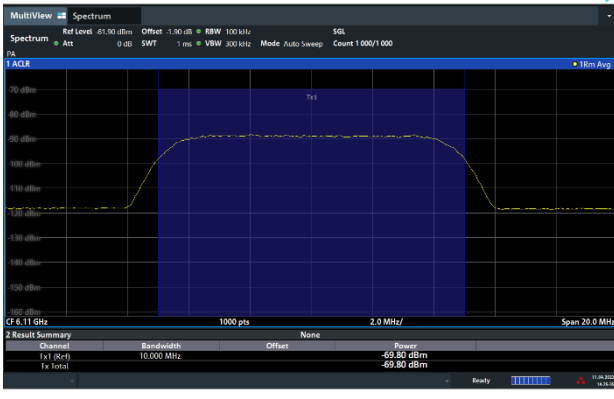 MultiView Spectrum
Ref Level -61.90 dBm Offset -1.90 dB RBW 100 kHz SGL
Spectrum Att 0 dB SWT 1 ms VBW 300 kHz Mode Auto Sweep Count 1 000/1 000
PA
1 ACLR 1Rm Avg
-70 dBm
Tx1
-80 dBm
-90 dBm
-100 dBm
-110 dBm
-120 dBm
-130 dBm
-140 dBm
-150 dBm
-160 dBm
CF 6.11 GHz 1000 pts 2.0 MHz/ Span 20.0 MHz
2 Result Summary None
Channel Bandwidth Offset Power
Tx1 (Ref) 10.000 MHz -69.80 dBm
Tx Total -69.80 dBm
Ready